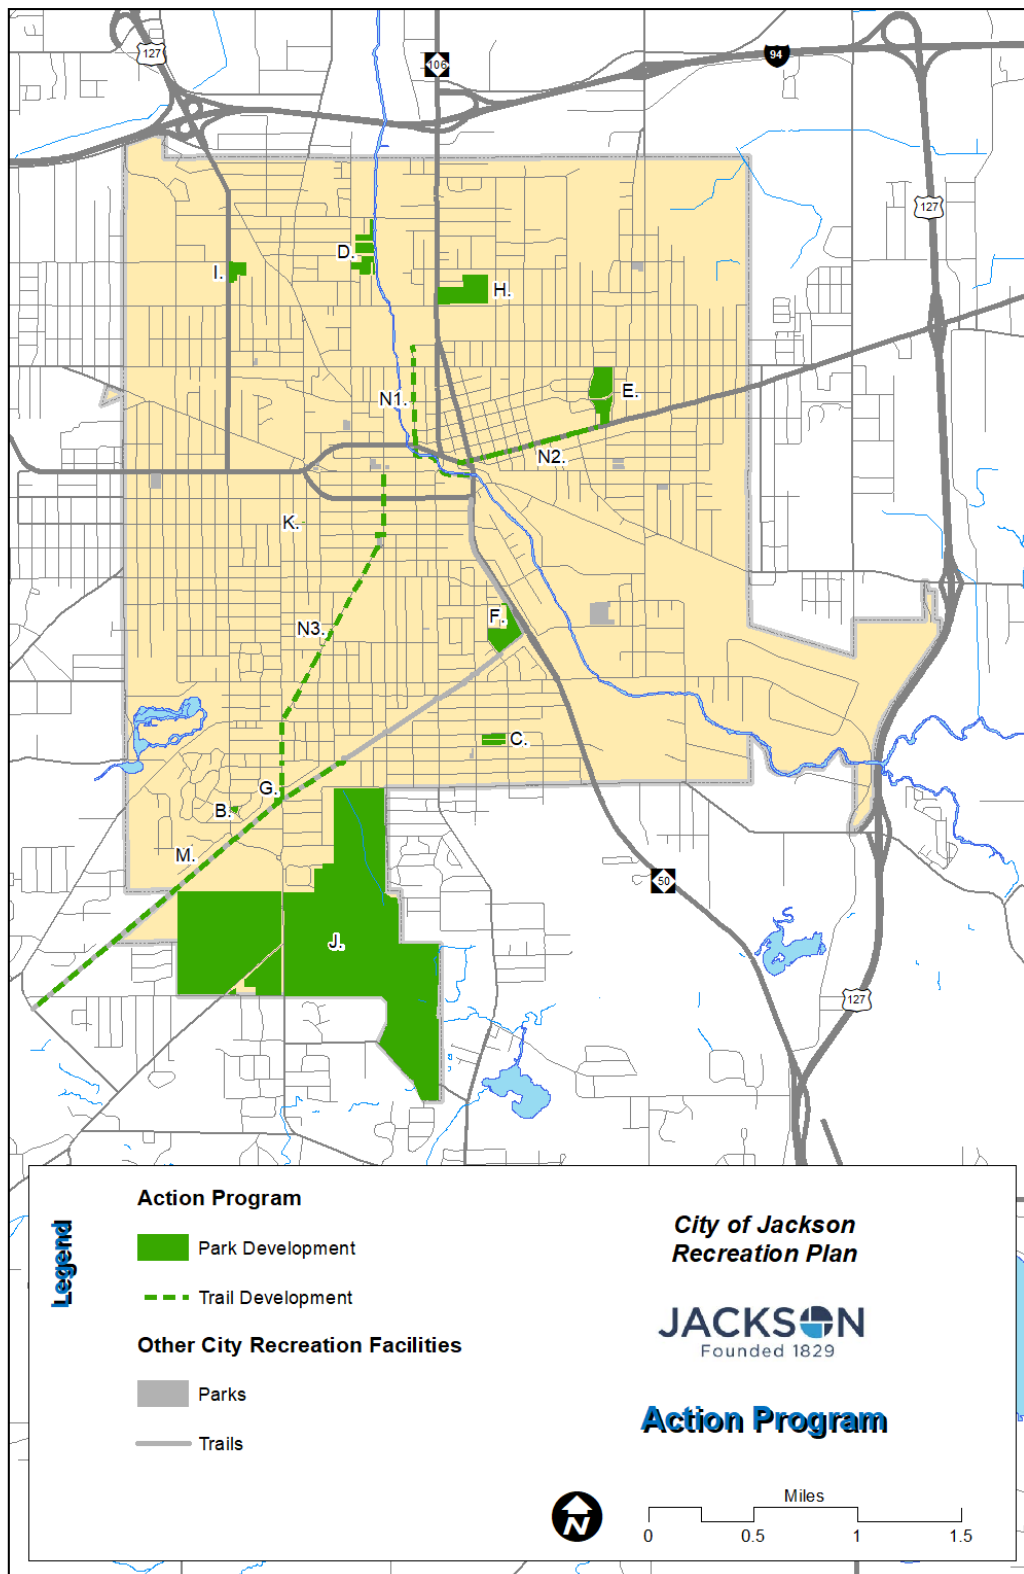 127
106
94
127
D.
I.
H.
E.
N1.
N2.
K.
F.
N3.
C.
G.
B.
M.
50
J.
127
Legend
Action Program
Park Development
Trail Development
Other City Recreation Facilities
Parks
Trails
City of Jackson
Recreation Plan
JACKSON
Founded 1829
Action Program
N
Miles
0 0.5 1 1.5